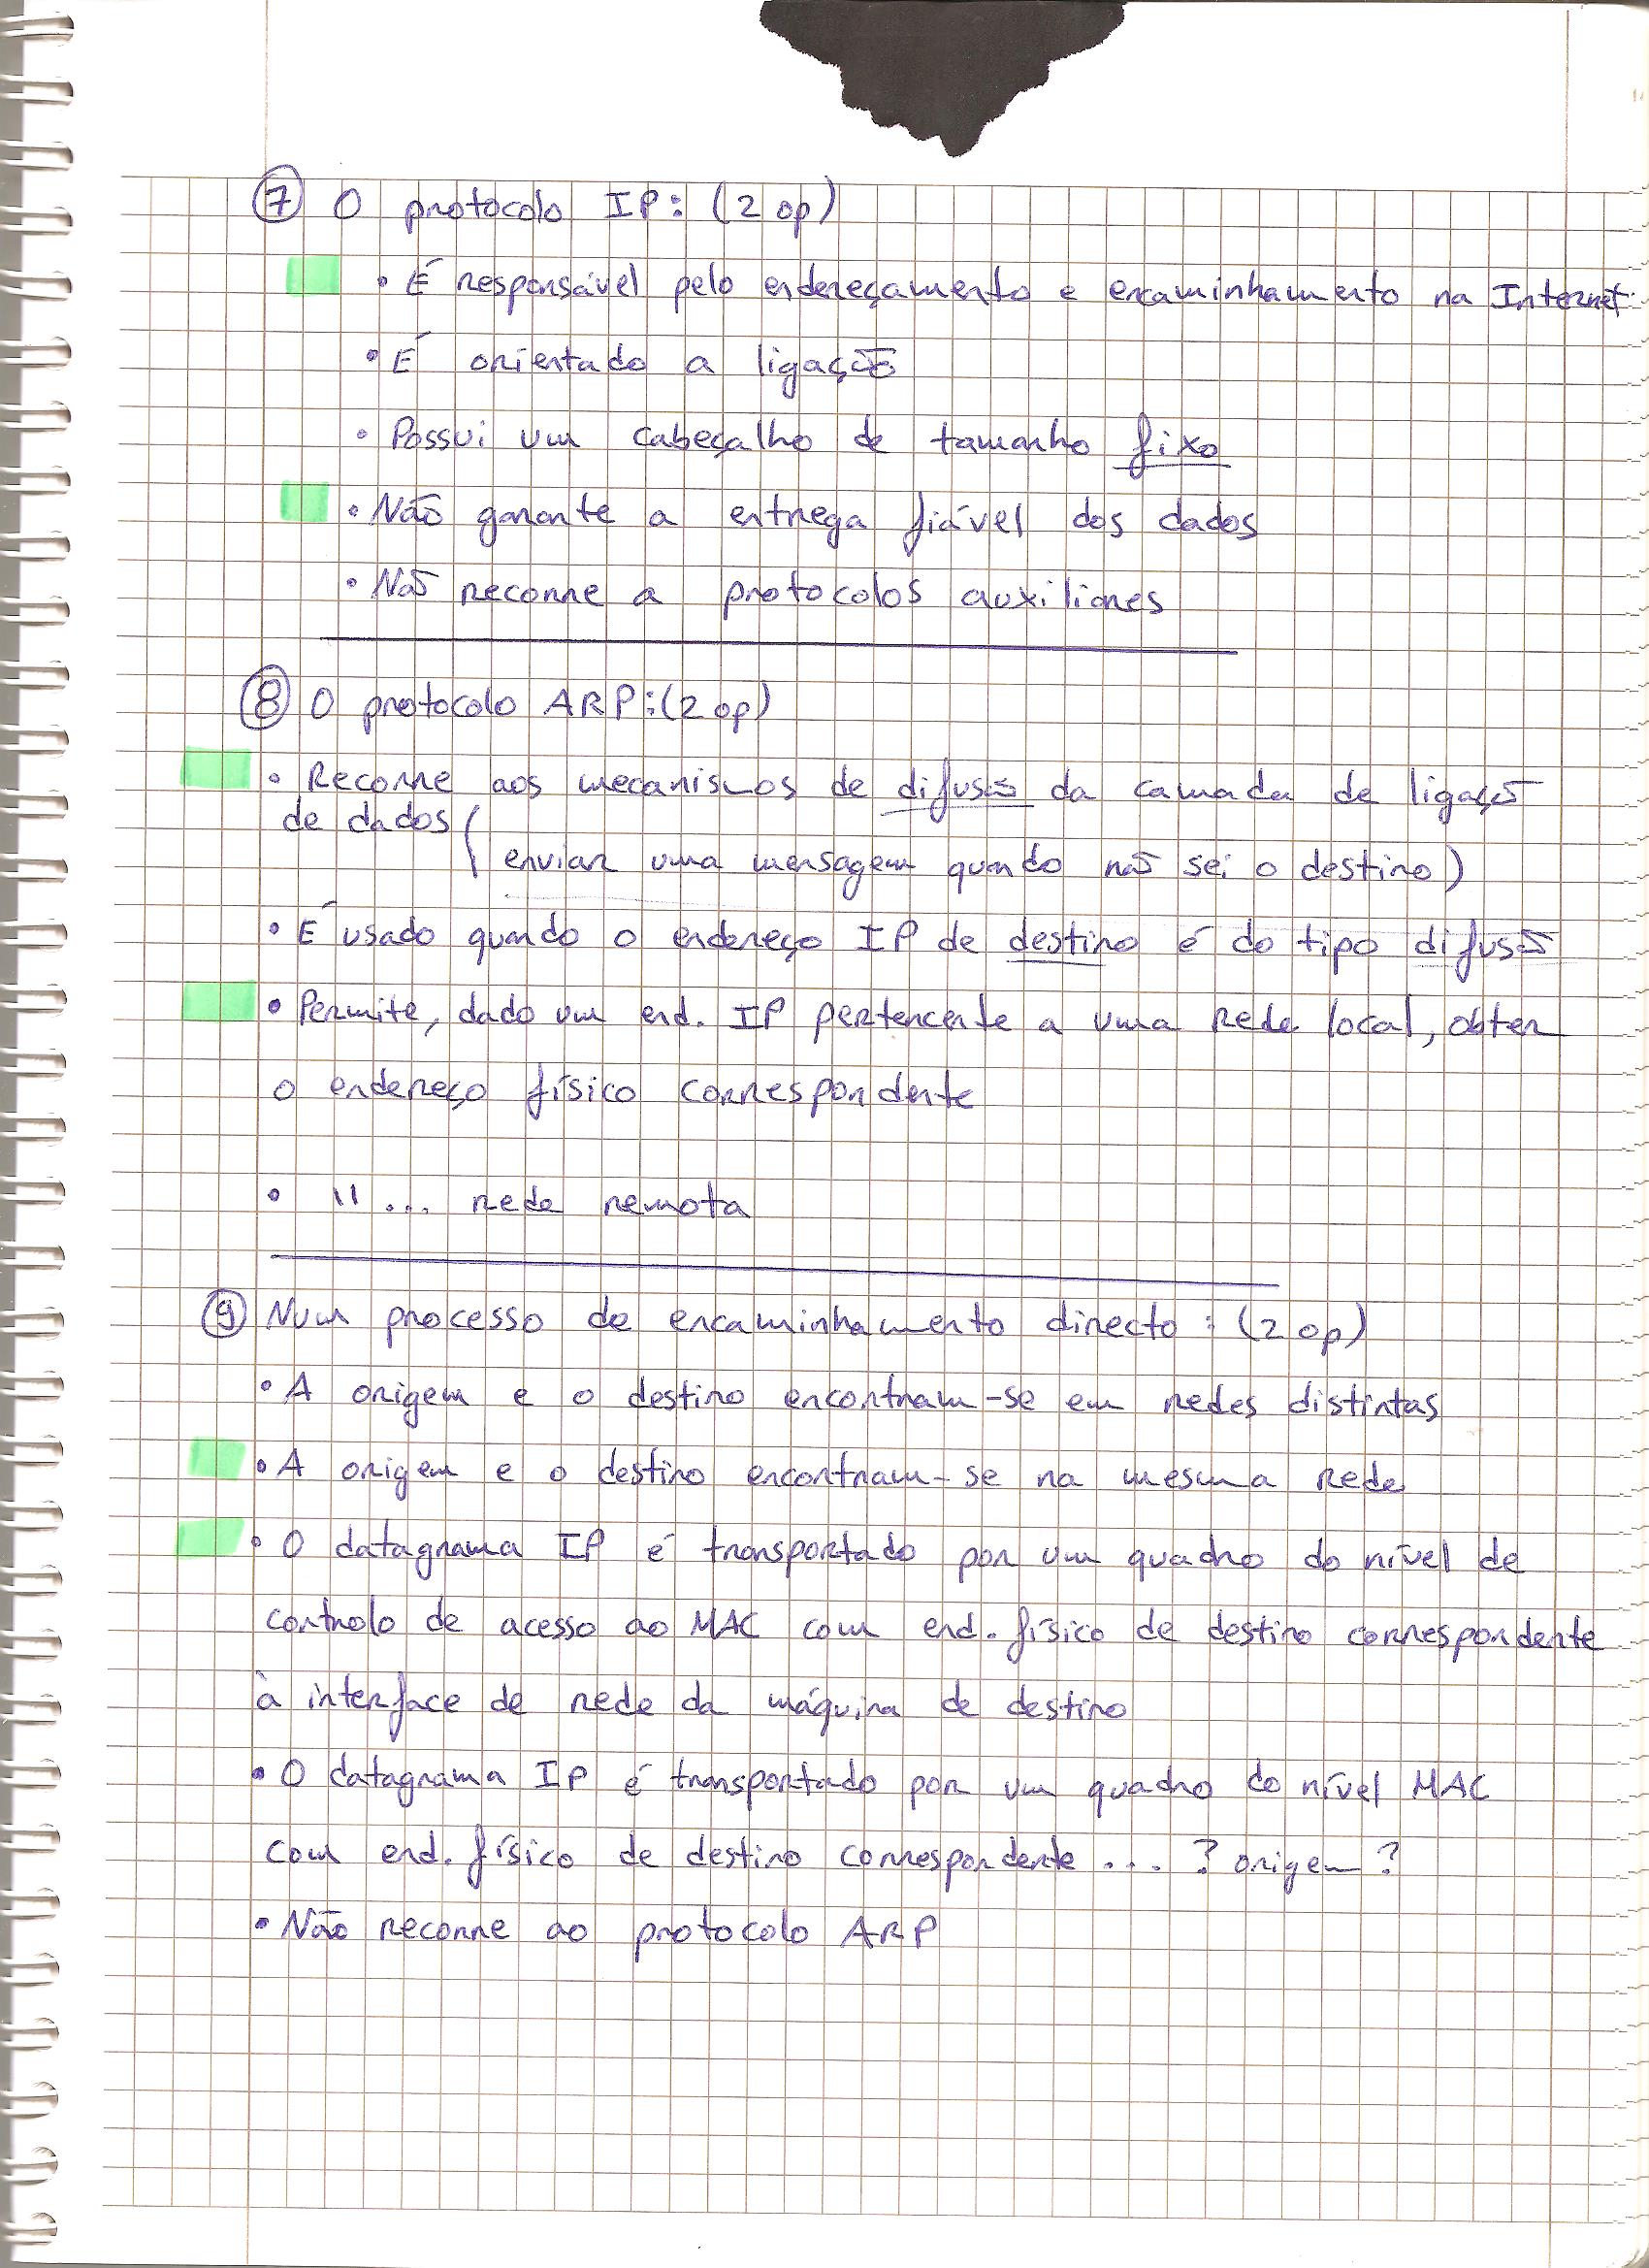 ⑦ O protocolo IP: (2 op)
• É responsável pelo endereçamento e encaminhamento na Internet.
• É orientado a ligação
• Possui um cabeçalho de tamanho fixo
• Não garante a entrega fiável dos dados
• Não recorre a protocolos auxiliares
⑧ O protocolo ARP: (2 op)
• Recorre aos mecanismos de difusão da camada de ligação
de dados
(enviar uma mensagem quando não sei o destino)
• É usado quando o endereço IP de destino é do tipo difusão
• Permite, dado um end. IP pertencente a uma rede local, obter
o endereço físico correspondente
• " ... rede remota
⑨ Num processo de encaminhamento directo: (2 op)
• A origem e o destino encontram-se em redes distintas
• A origem e o destino encontram-se na mesma rede
• O datagrama IP é transportado por um quadro do nível de
controlo de acesso ao MAC com end. físico de destino correspondente
à interface de rede da máquina de destino
• O datagrama IP é transportado por um quadro do nível MAC
com end. físico de destino correspondente ... ? origem ?
• Não recorre ao protocolo ARP